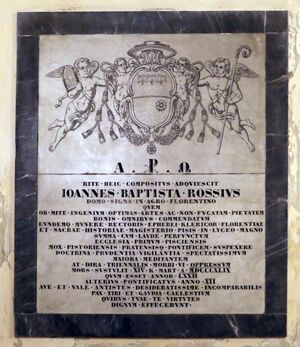 A · P · Ω
RITE · HEIC · COMPOSITVS · ADQVIESCIT
IOANNES · BAPTISTA · ROSSIVS
DOMO · SIGNA · IN · AGRO · FLORENTINO
QVEM
OB · MITE · INGENIVM · OPTIMAS · ARTES · AC · NON · FVCATAM · PIETATEM
BONIS · OMNIBVS · COMMENDATVM
EVNDEMQ · MVNERE · RECTORIS · EPHEBEI · KLERICOR · FLORENTIAE
ET · SACRAE · HISTORIAE · MAGISTERIO · PISIS · IN · LYCEO · MAGNO
SVMMA · CVM · LAVDE · PERFVNCTVM
ECCLESIA · PRIMVM · PISCIENSIS
MOX · PISTORIENSIS · PRATENSISQ · PONTIFICEM · SVSPEXERE
DOCTRINA · PRVDENTIA · VIGILANTIA · SPECTATISSIMVM
MAIORA · MEDITANTEM
AT · DIRA · TRIENNALIS · MORBI · VI · OPPRESSVM
MORS · SVSTVLIT · XIV · K · MART · A · MDCCCXLIX
QVVM · ESSET · ANNOR · LXXII
ALTERIVS · PONTIFICATVS · ANNO · XII
AVE · ET · VALE · ANTISTES · DESIDERATISSIME · INCOMPARABILIS
PAX · TIBI · ET · GAVDIA · CAELESTIVM
QVIBVS · TVAE · TE · VIRTVTES
DIGNVM · EFFECERVNT